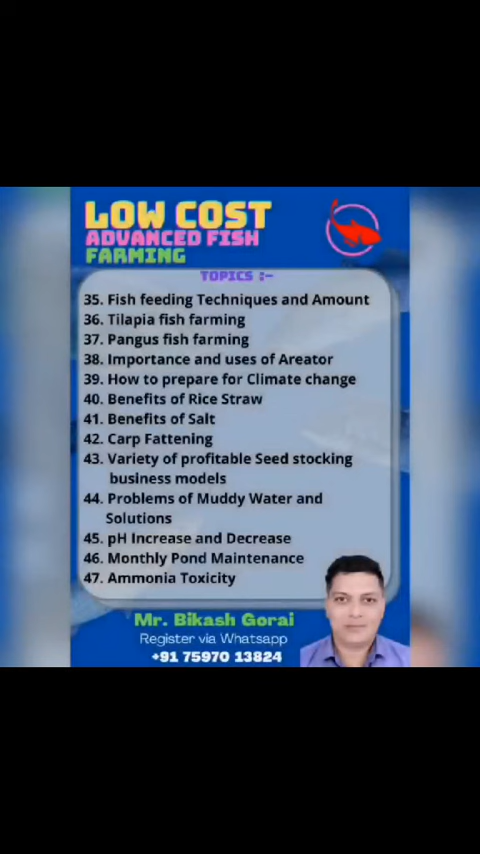 LOW COST
ADVANCED FISH
FARMING
TOPICS :-
35. Fish feeding Techniques and Amount
36. Tilapia fish farming
37. Pangus fish farming
38. Importance and uses of Areator
39. How to prepare for Climate change
40. Benefits of Rice Straw
41. Benefits of Salt
42. Carp Fattening
43. Variety of profitable Seed stocking
business models
44. Problems of Muddy Water and
Solutions
45. pH Increase and Decrease
46. Monthly Pond Maintenance
47. Ammonia Toxicity
Mr. Bikash Gorai
Register via Whatsapp
+91 75970 13824